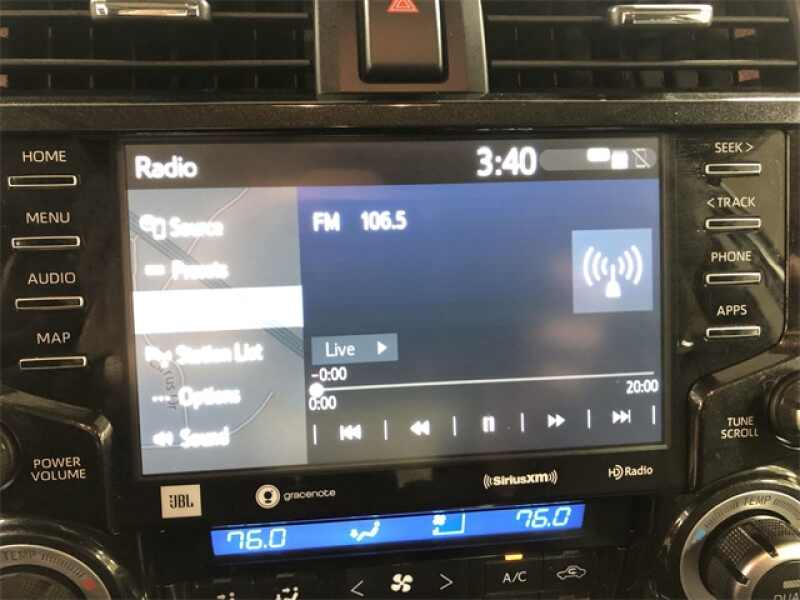 HOME
MENU
AUDIO
MAP
POWER
VOLUME
Radio
3:40
Source
Presets
Station List
Options
Sound
FM 106.5
Live
-0:00
0:00
20:00
SEEK >
< TRACK
PHONE
APPS
TUNE
SCROLL
JBL
gracenote
((SiriusXM))
HD Radio
76.0
76.0
TEMP
A/C
TEMP